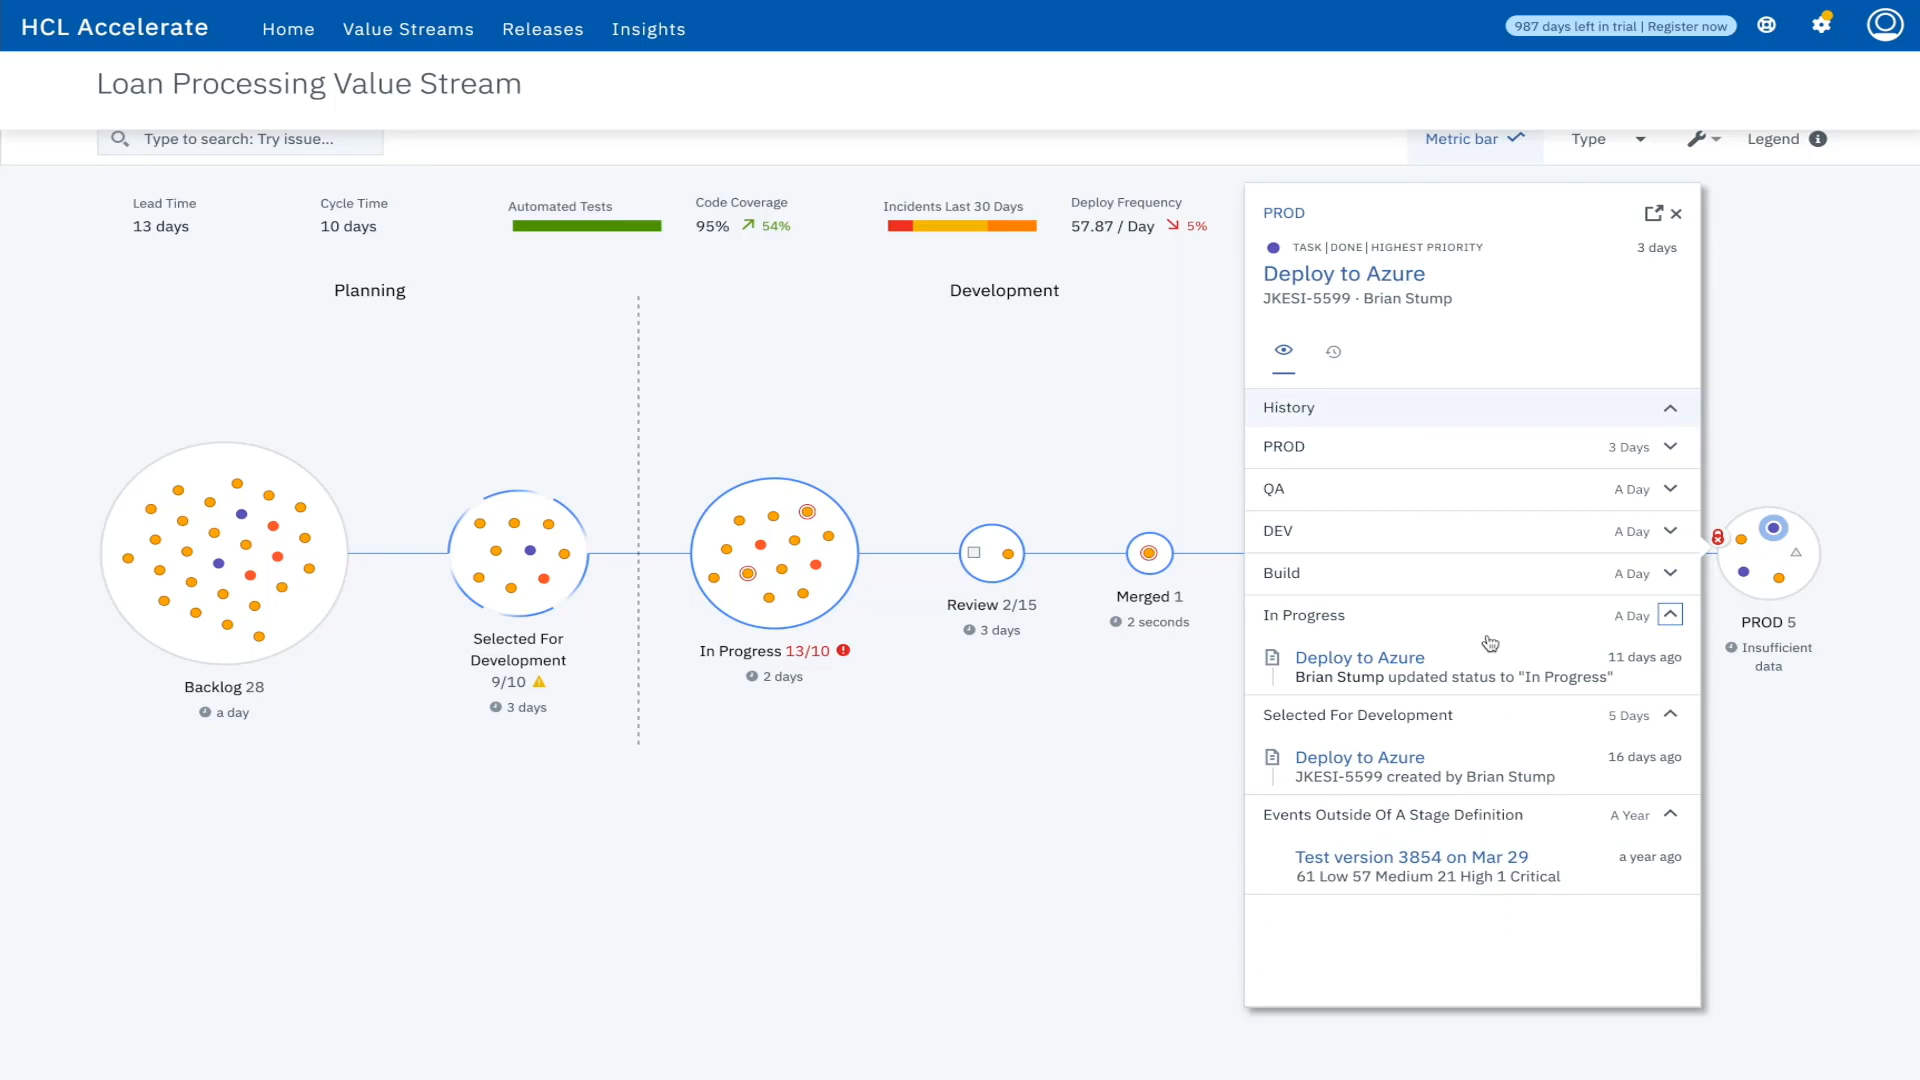 HCL Accelerate
Home
Value Streams
Releases
Insights
987 days left in trial | Register now
Loan Processing Value Stream
Type to search: Try issue...
Metric bar
Type
Legend
Lead Time
13 days
Cycle Time
10 days
Automated Tests
Code Coverage
95% 54%
Incidents Last 30 Days
Deploy Frequency
57.87 / Day 5%
Planning
Development
Backlog 28
a day
Selected For
Development
9/10
3 days
In Progress 13/10
2 days
Review 2/15
3 days
Merged 1
2 seconds
PROD
TASK | DONE | HIGHEST PRIORITY 3 days
Deploy to Azure
JKESI-5599 · Brian Stump
History
PROD 3 Days
QA A Day
DEV A Day
Build A Day
In Progress A Day
Deploy to Azure 11 days ago
Brian Stump updated status to "In Progress"
Selected For Development 5 Days
Deploy to Azure 16 days ago
JKESI-5599 created by Brian Stump
Events Outside Of A Stage Definition A Year
Test version 3854 on Mar 29 a year ago
61 Low 57 Medium 21 High 1 Critical
PROD 5
Insufficient
data